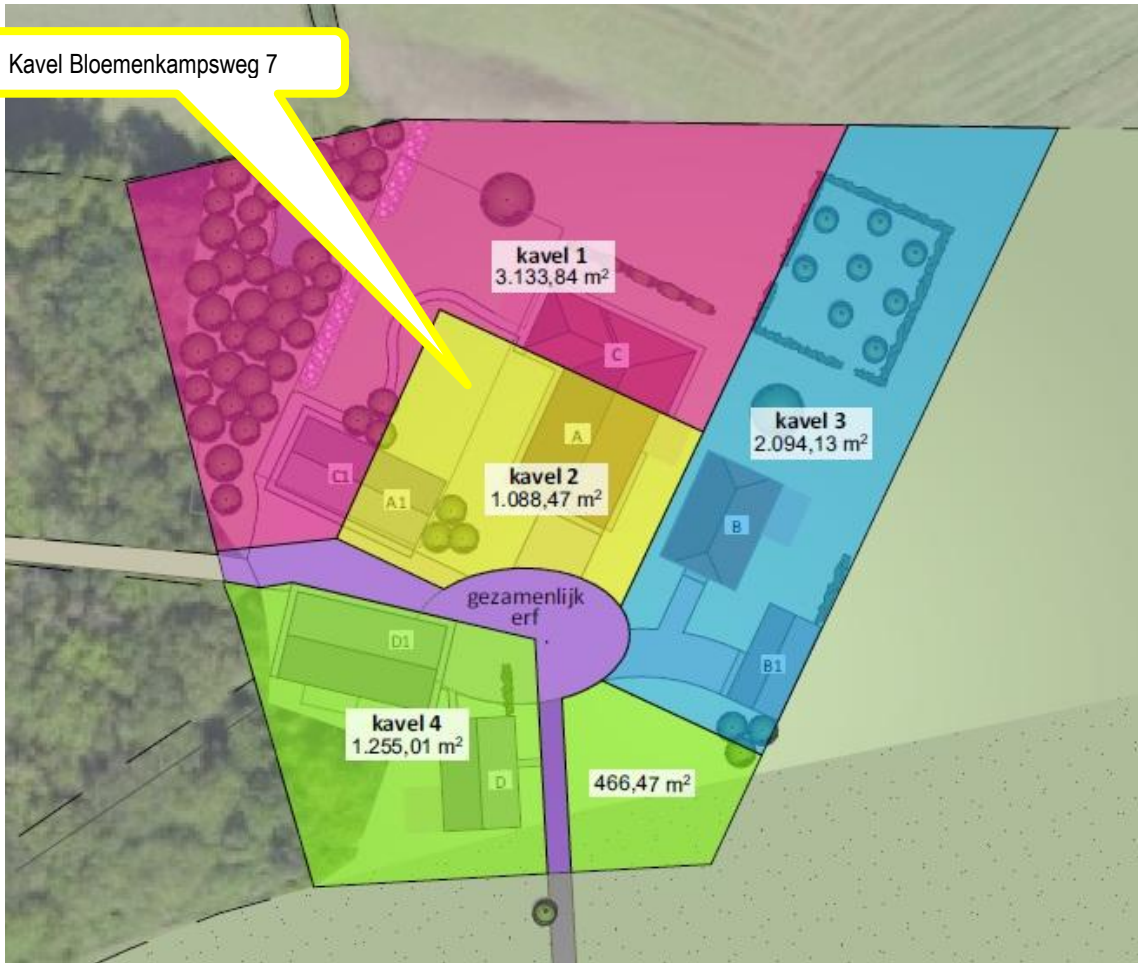 Kavel Bloemenkampsweg 7
kavel 1
3.133,84 m²
C
kavel 3
2.094,13 m²
A
kavel 2
1.088,47 m²
C1
A1
B
gezamenlijk
erf
D1
B1
kavel 4
1.255,01 m²
D
466,47 m²